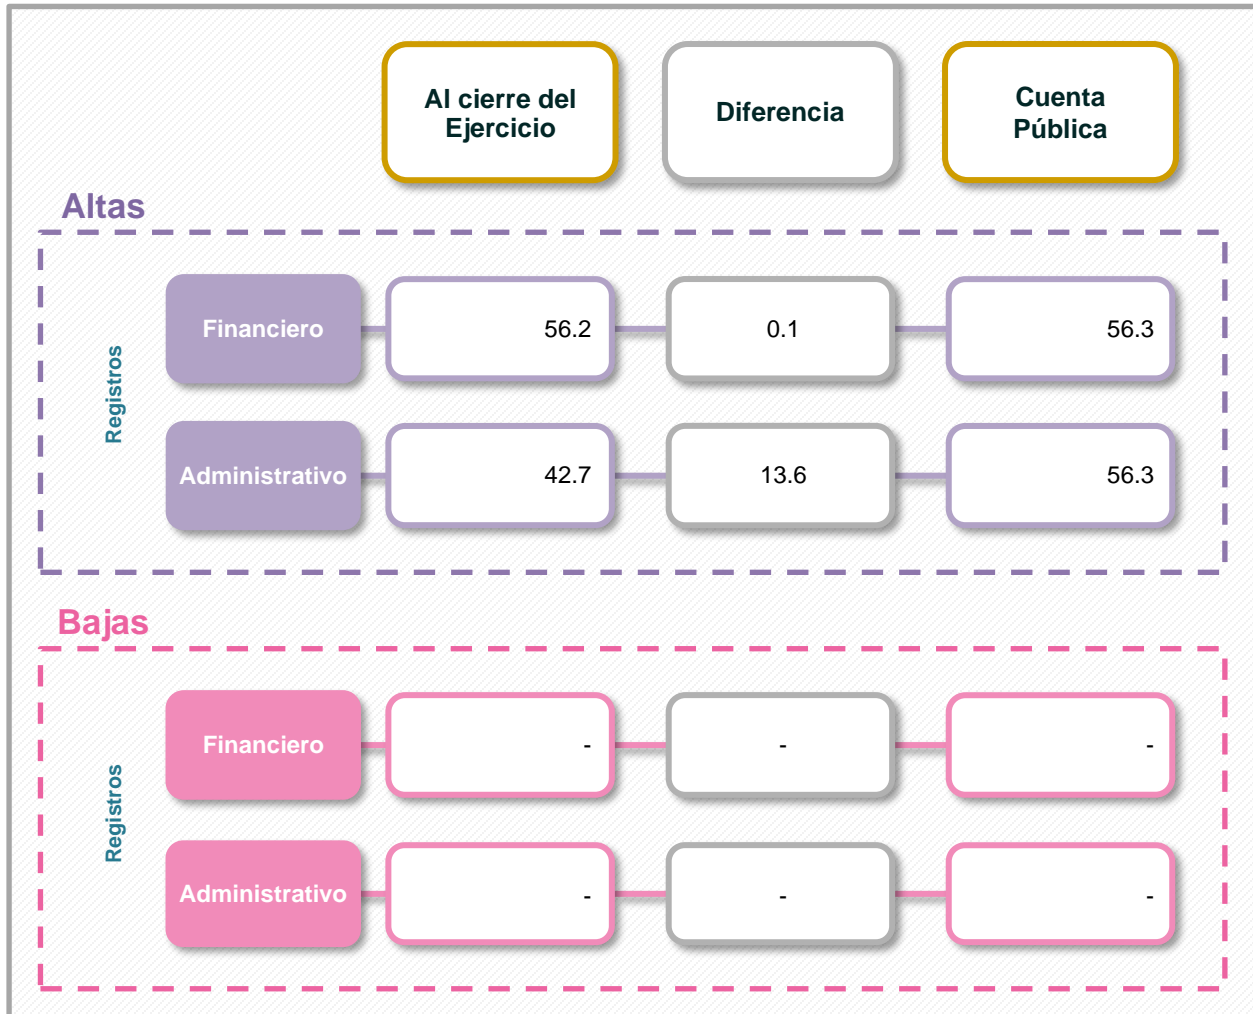 Al cierre del
Ejercicio
Diferencia
Cuenta
Pública
Altas
Registros
Financiero
56.2
0.1
56.3
Administrativo
42.7
13.6
56.3
Bajas
Registros
Financiero
-
-
-
Administrativo
-
-
-